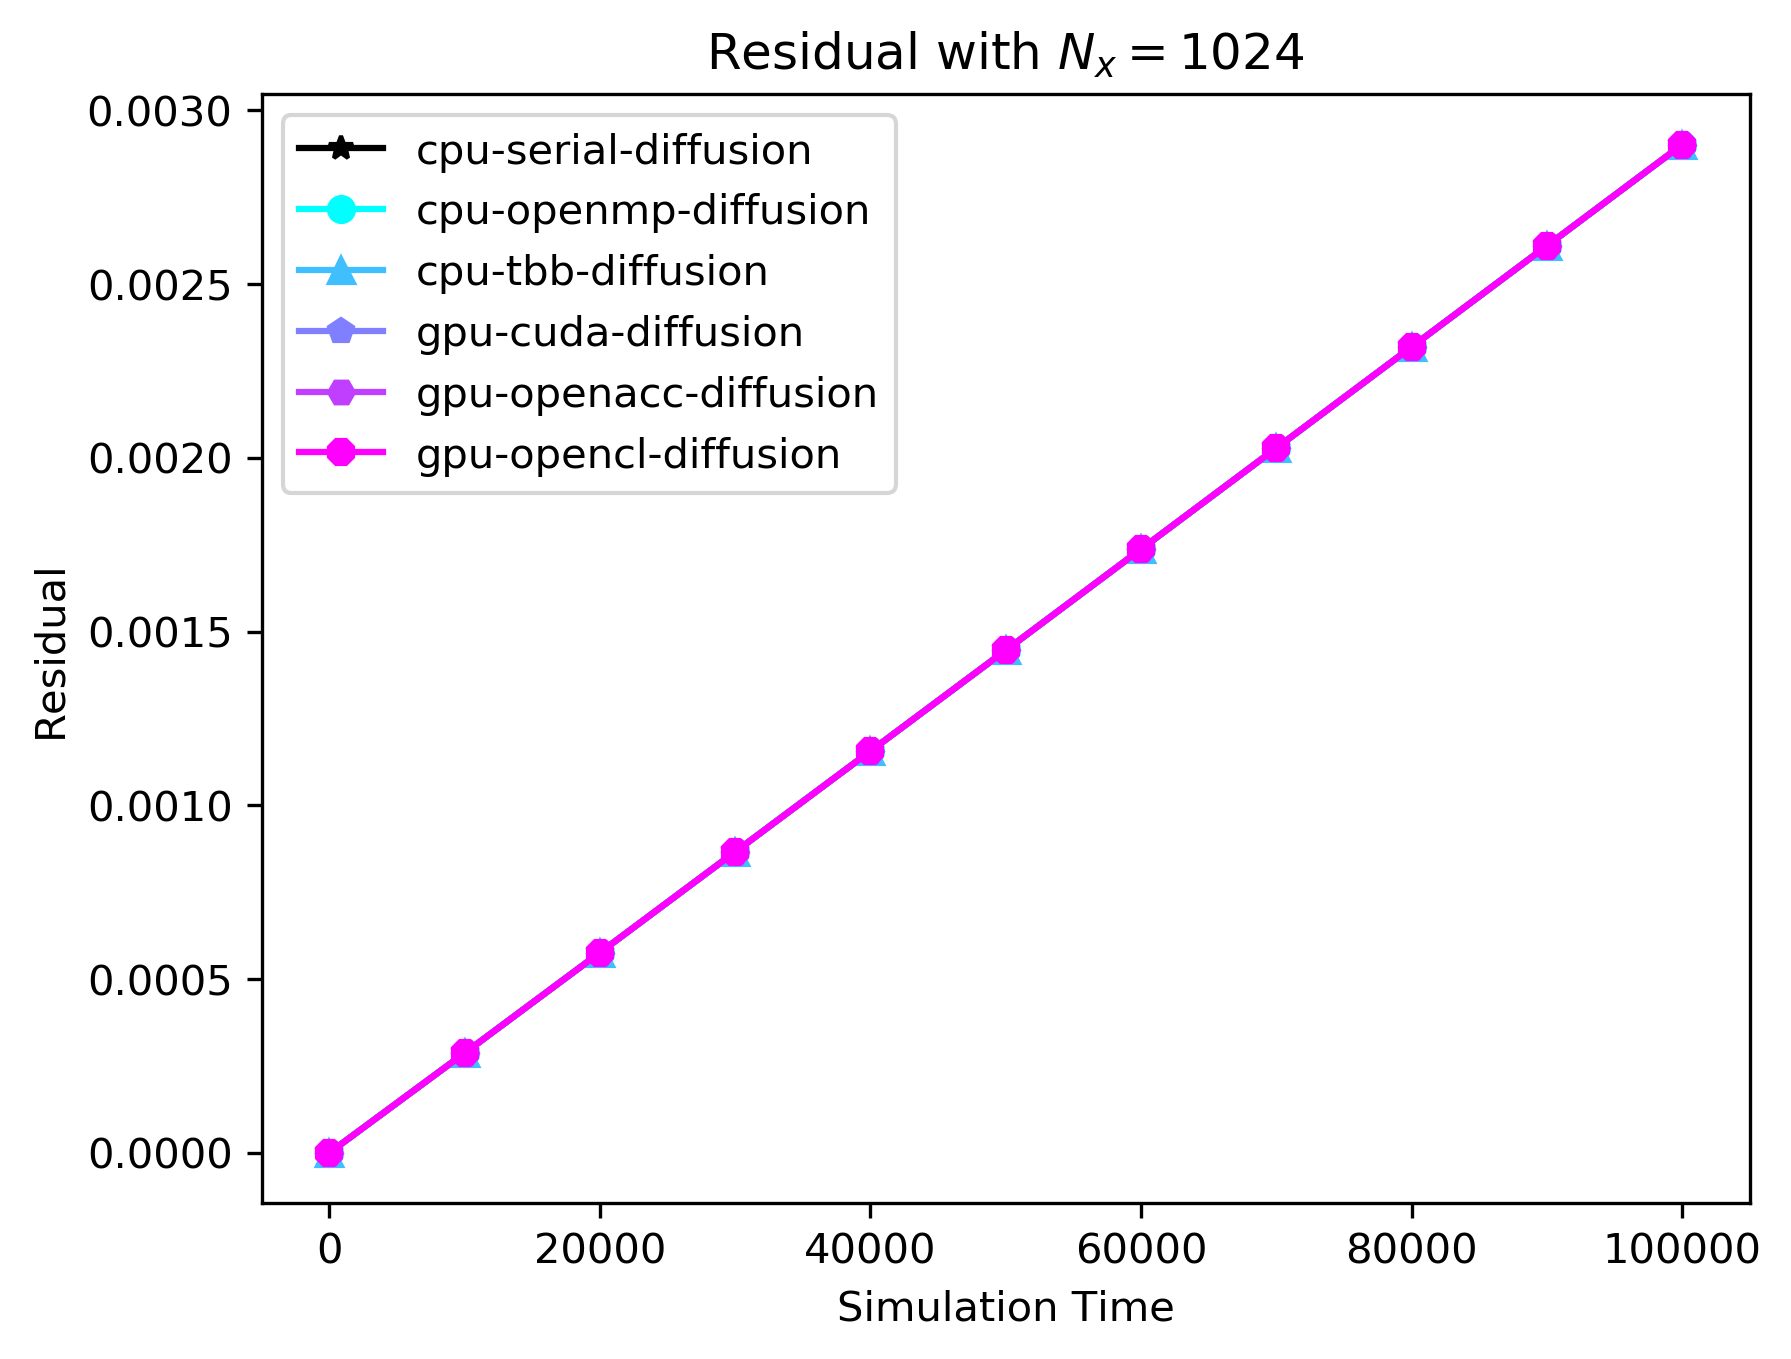 Residual with Nₓ = 1024
0.0030
0.0025
0.0020
0.0015
0.0010
0.0005
0.0000
Residual
cpu-serial-diffusion
cpu-openmp-diffusion
cpu-tbb-diffusion
gpu-cuda-diffusion
gpu-openacc-diffusion
gpu-opencl-diffusion
0 20000 40000 60000 80000 100000
Simulation Time